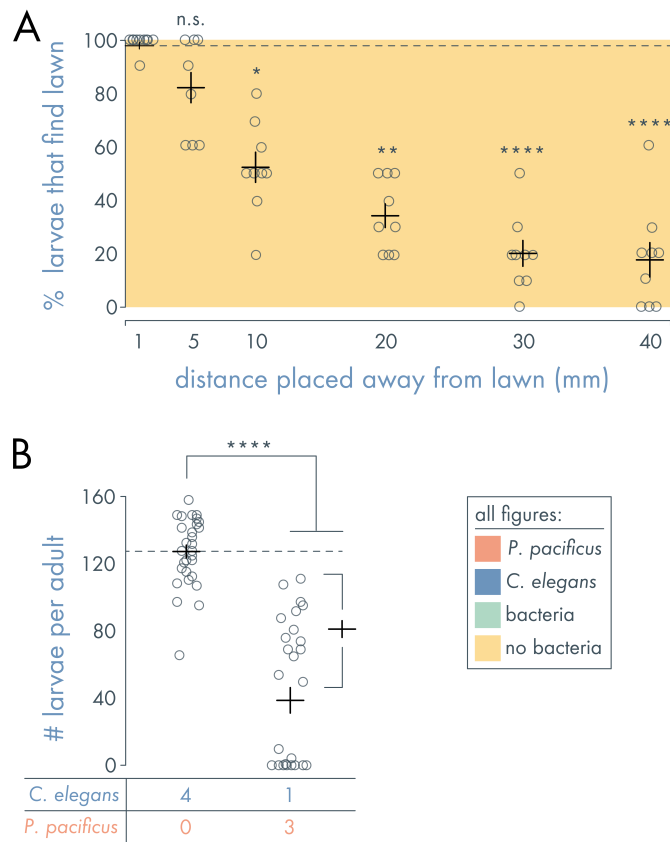 A
n.s.
100
80
60
40
20
0
*
**
****
****
% larvae that find lawn
1 5 10 20 30 40
distance placed away from lawn (mm)
B
****
160
120
80
40
0
# larvae per adult
C. elegans 4 1
P. pacificus 0 3
all figures:
P. pacificus
C. elegans
bacteria
no bacteria